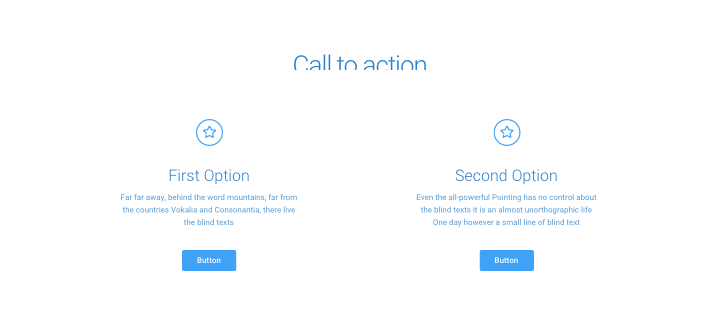 Call to action
First Option
Far far away, behind the word mountains, far from
the countries Vokalia and Consonantia, there live
the blind texts
Button
Second Option
Even the all-powerful Pointing has no control about
the blind texts it is an almost unorthographic life
One day however a small line of blind text
Button